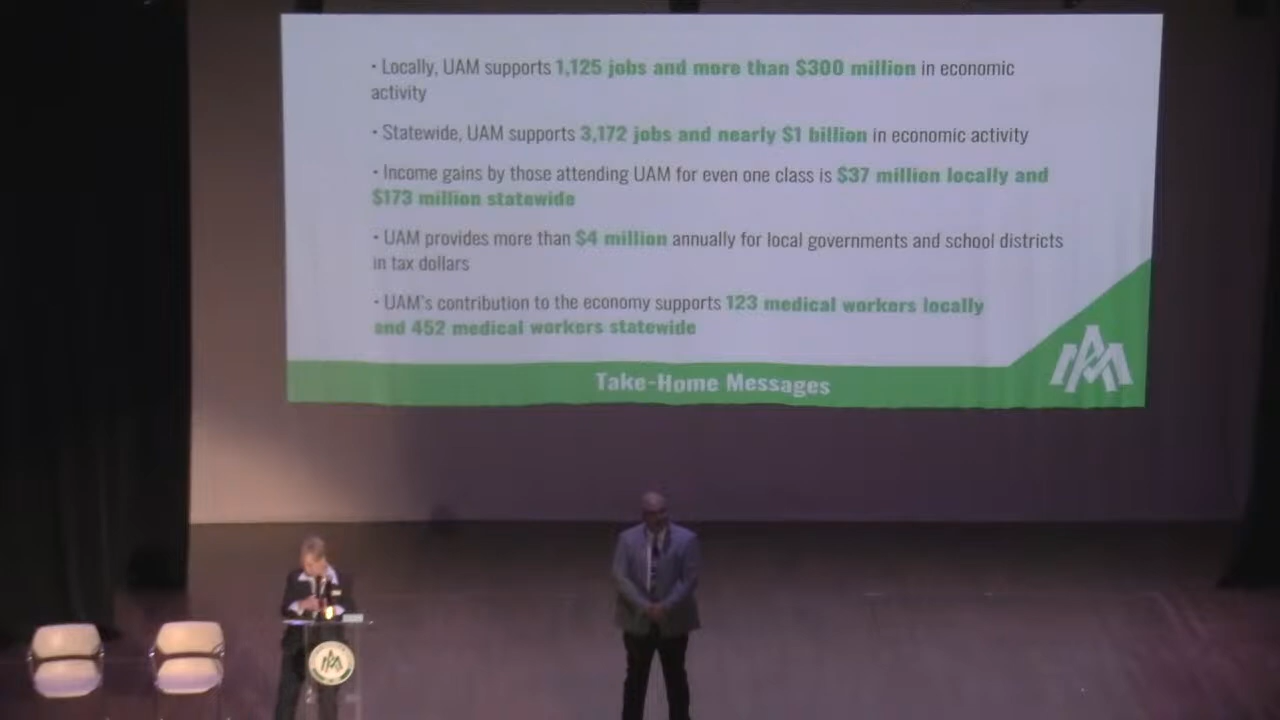 • Locally, UAM supports 1,125 jobs and more than $300 million in economic
activity
• Statewide, UAM supports 3,172 jobs and nearly $1 billion in economic activity
• Income gains by those attending UAM for even one class is $37 million locally and
$173 million statewide
• UAM provides more than $4 million annually for local governments and school districts
in tax dollars
• UAM's contribution to the economy supports 123 medical workers locally
and 452 medical workers statewide
Take-Home Messages